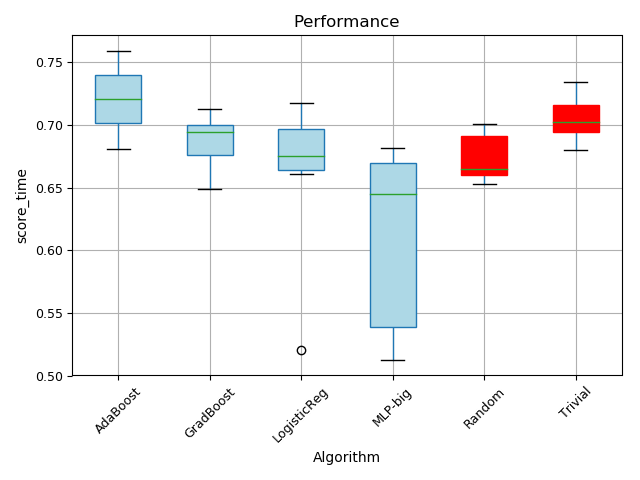 Performance
0.75
0.70
0.65
0.60
0.55
0.50
score_time
AdaBoost
GradBoost
LogisticReg
MLP-big
Random
Trivial
Algorithm